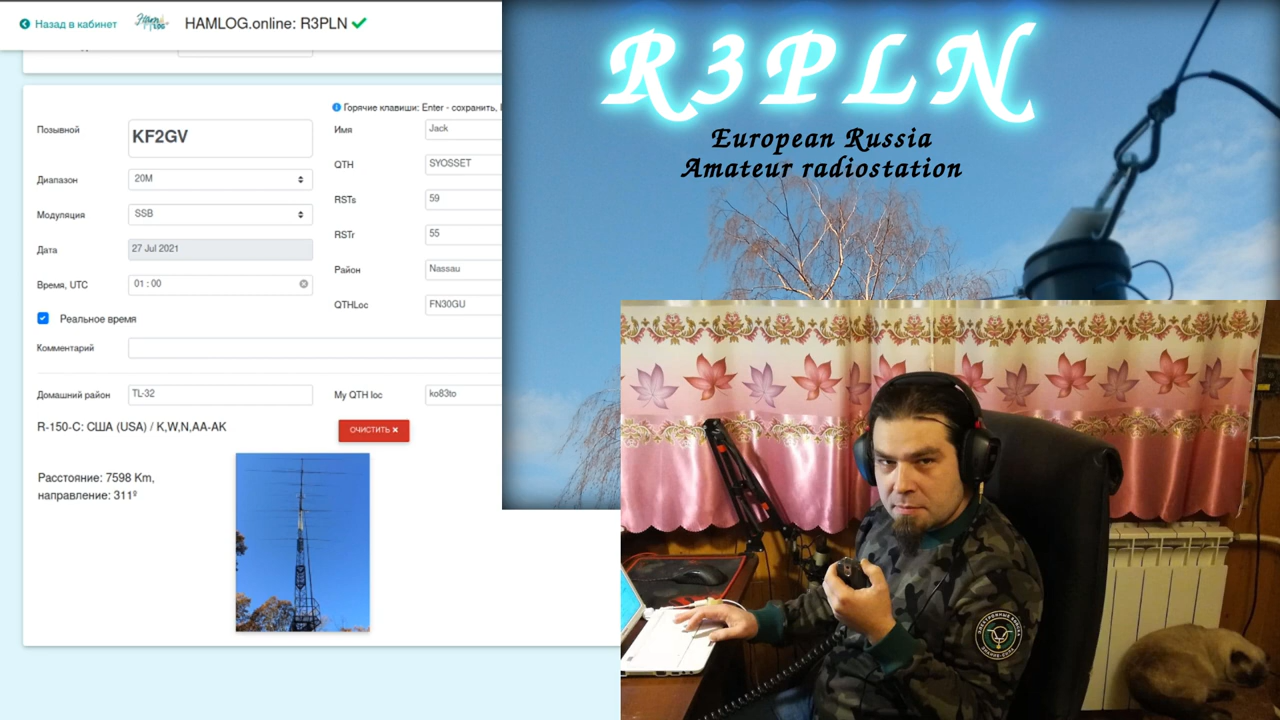 Назад в кабинет
HAMLOG.online: R3PLN
Горячие клавиши: Enter - сохранить,
Позывной
KF2GV
Диапазон
20M
Модуляция
SSB
Дата
27 Jul 2021
Время, UTC
01 : 00
Реальное время
Комментарий
Имя
Jack
QTH
SYOSSET
RSTs
59
RSTr
55
Район
Nassau
QTHLoc
FN30GU
Домашний район
TL-32
My QTH loc
ko83to
R-150-C: США (USA) / K,W,N,AA-AK
ОЧИСТИТЬ ×
Расстояние: 7598 Km,
направление: 311º
R3PLN
European Russia
Amateur radiostation